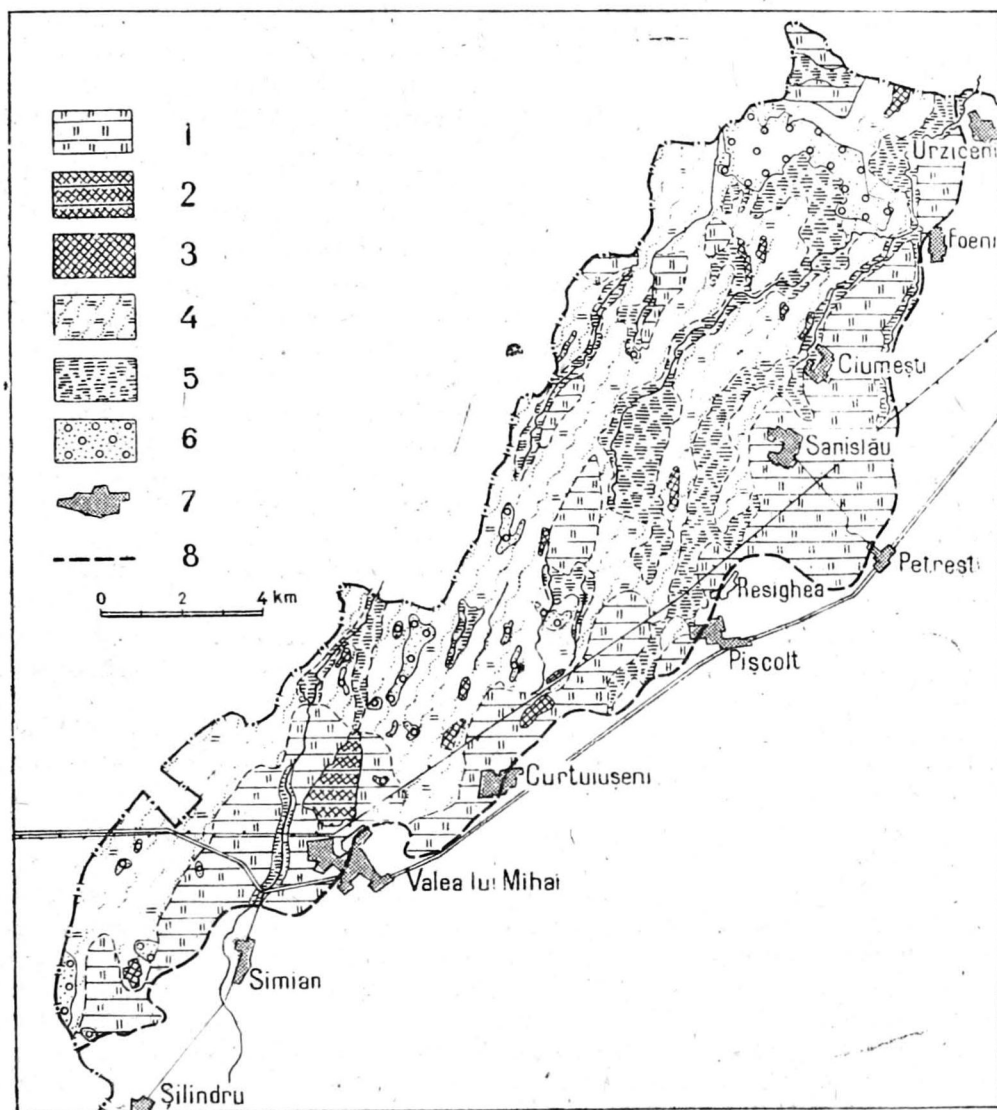 1
2
3
4
5
6
7
8
0 2 4 km
Urziceni
Foeni
Ciumești
Sanislău
Petrești
Resighea
Pișcolt
Curtuiușeni
Valea lui Mihai
Simian
Șilindru